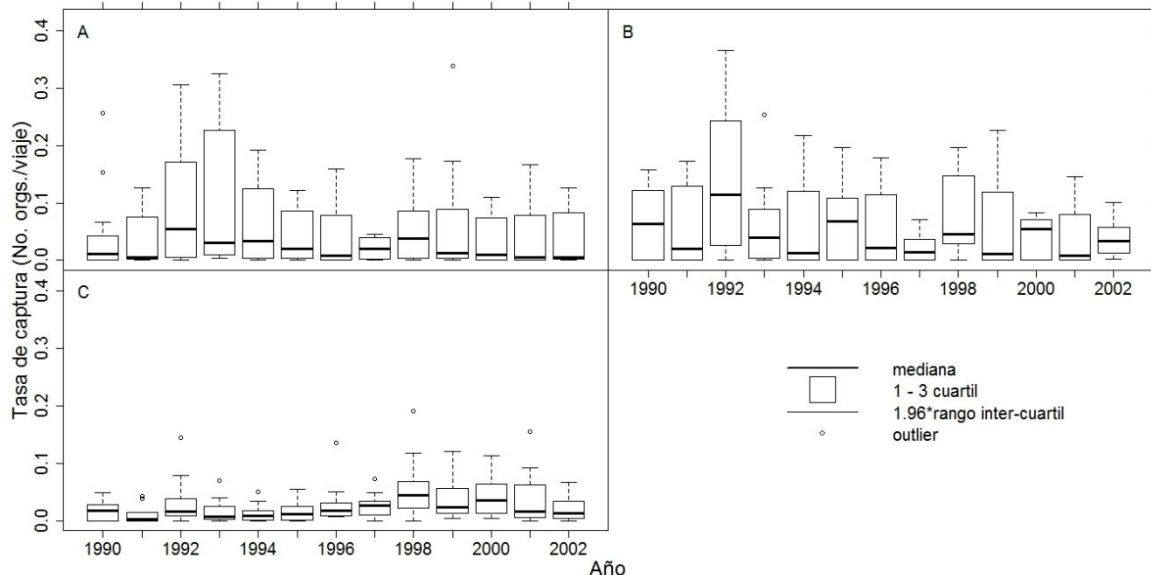 Tasa de captura (No. orgs./viaje)
A
0.0 0.1 0.2 0.3 0.4
B
1990 1992 1994 1996 1998 2000 2002
C
0.0 0.1 0.2 0.3 0.4
1990 1992 1994 1996 1998 2000 2002
Año
mediana
1 - 3 cuartil
1.96*rango inter-cuartil
outlier